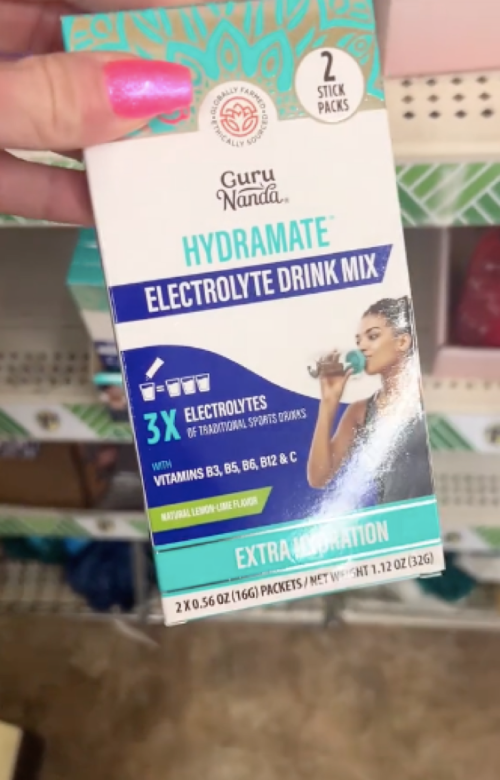 2
STICK
PACKS
GLOBALLY FARMED
ETHICALLY SOURCED
Guru
Nanda®
HYDRAMATE™
ELECTROLYTE DRINK MIX
3X ELECTROLYTES
OF TRADITIONAL SPORTS DRINKS
WITH
VITAMINS B3, B5, B6, B12 & C
NATURAL LEMON-LIME FLAVOR
EXTRA HYDRATION
2 X 0.56 OZ (16G) PACKETS / NET WEIGHT 1.12 OZ (32G)